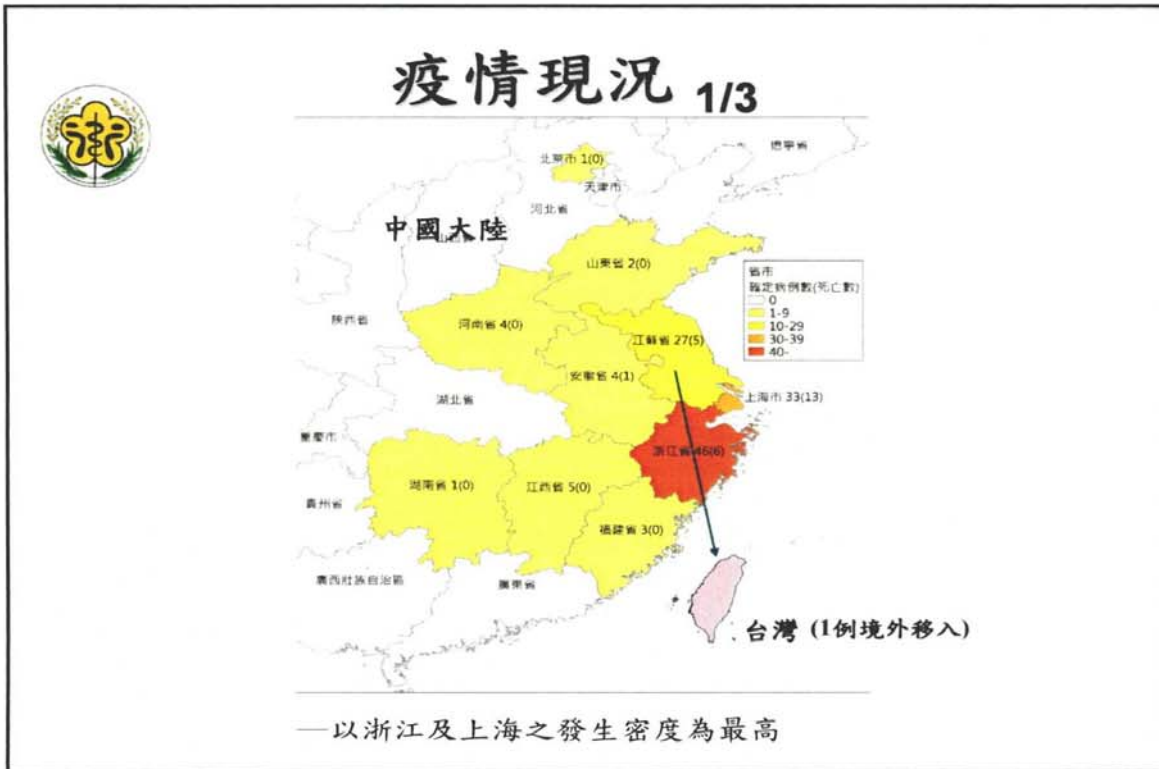 疫情現況 1/3
北京市 1(0)
遼寧省
天津市
河北省
中國大陸
山東省 2(0)
省市
確定病例數(死亡數)
0
1-9
10-29
30-39
40-
陝西省
河南省 4(0)
江蘇省 27(5)
安徽省 4(1)
上海市 33(13)
湖北省
重慶市
浙江省 46(6)
湖南省 1(0)
江西省 5(0)
貴州省
福建省 3(0)
廣西壯族自治區
廣東省
台灣 (1例境外移入)
—以浙江及上海之發生密度為最高